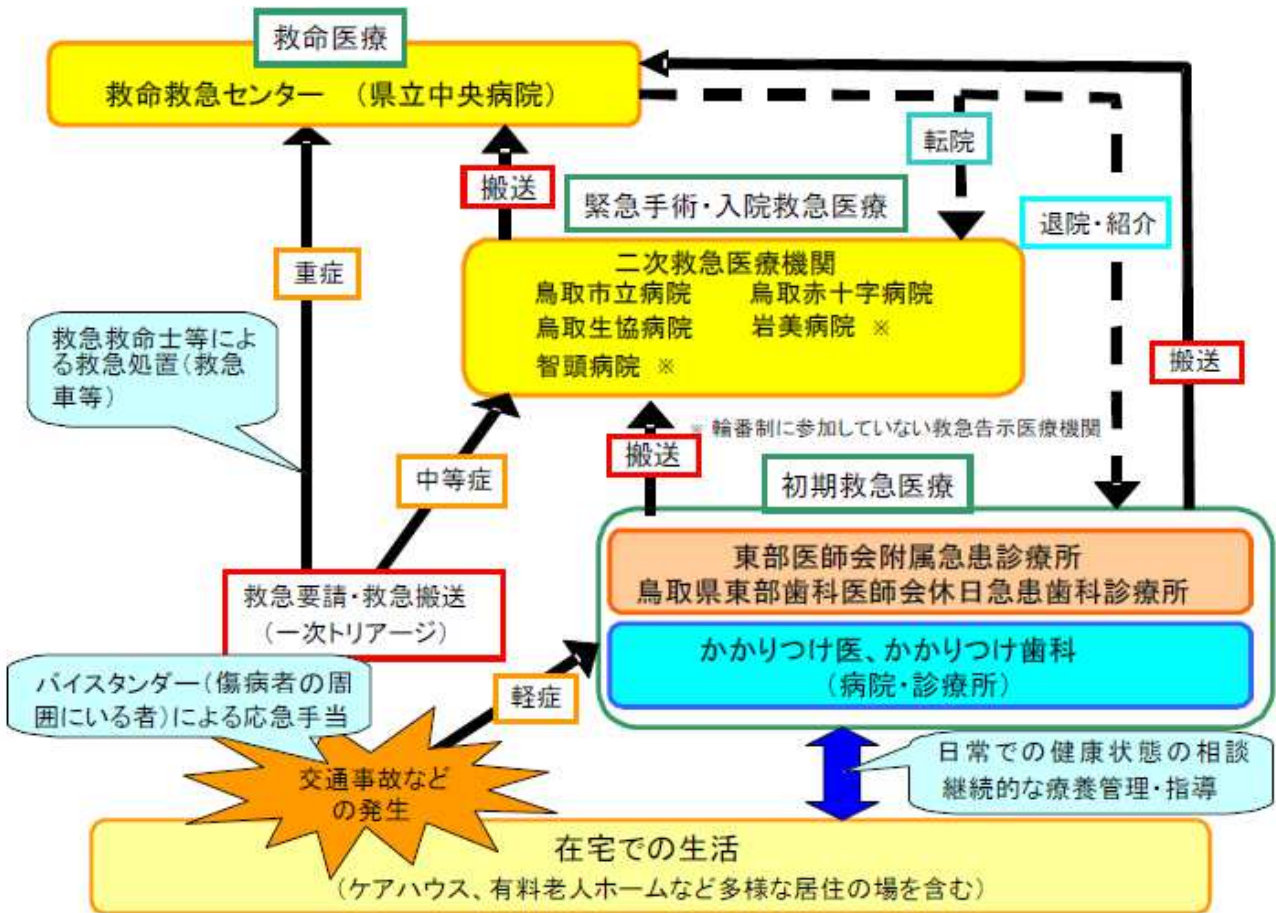 救命医療
救命救急センター （県立中央病院）
転院
搬送
緊急手術・入院救急医療
退院・紹介
二次救急医療機関
鳥取市立病院 鳥取赤十字病院
鳥取生協病院 岩美病院 ※
智頭病院 ※
重症
救急救命士等によ
る救急処置（救急
車等）
搬送
※ 輪番制に参加していない救急告示医療機関
搬送
中等症
初期救急医療
東部医師会附属急患診療所
鳥取県東部歯科医師会休日急患歯科診療所
救急要請・救急搬送
（一次トリアージ）
かかりつけ医、かかりつけ歯科
（病院・診療所）
バイスタンダー（傷病者の周
囲にいる者）による応急手当
軽症
交通事故など
の発生
日常での健康状態の相談
継続的な療養管理・指導
在宅での生活
（ケアハウス、有料老人ホームなど多様な居住の場を含む）